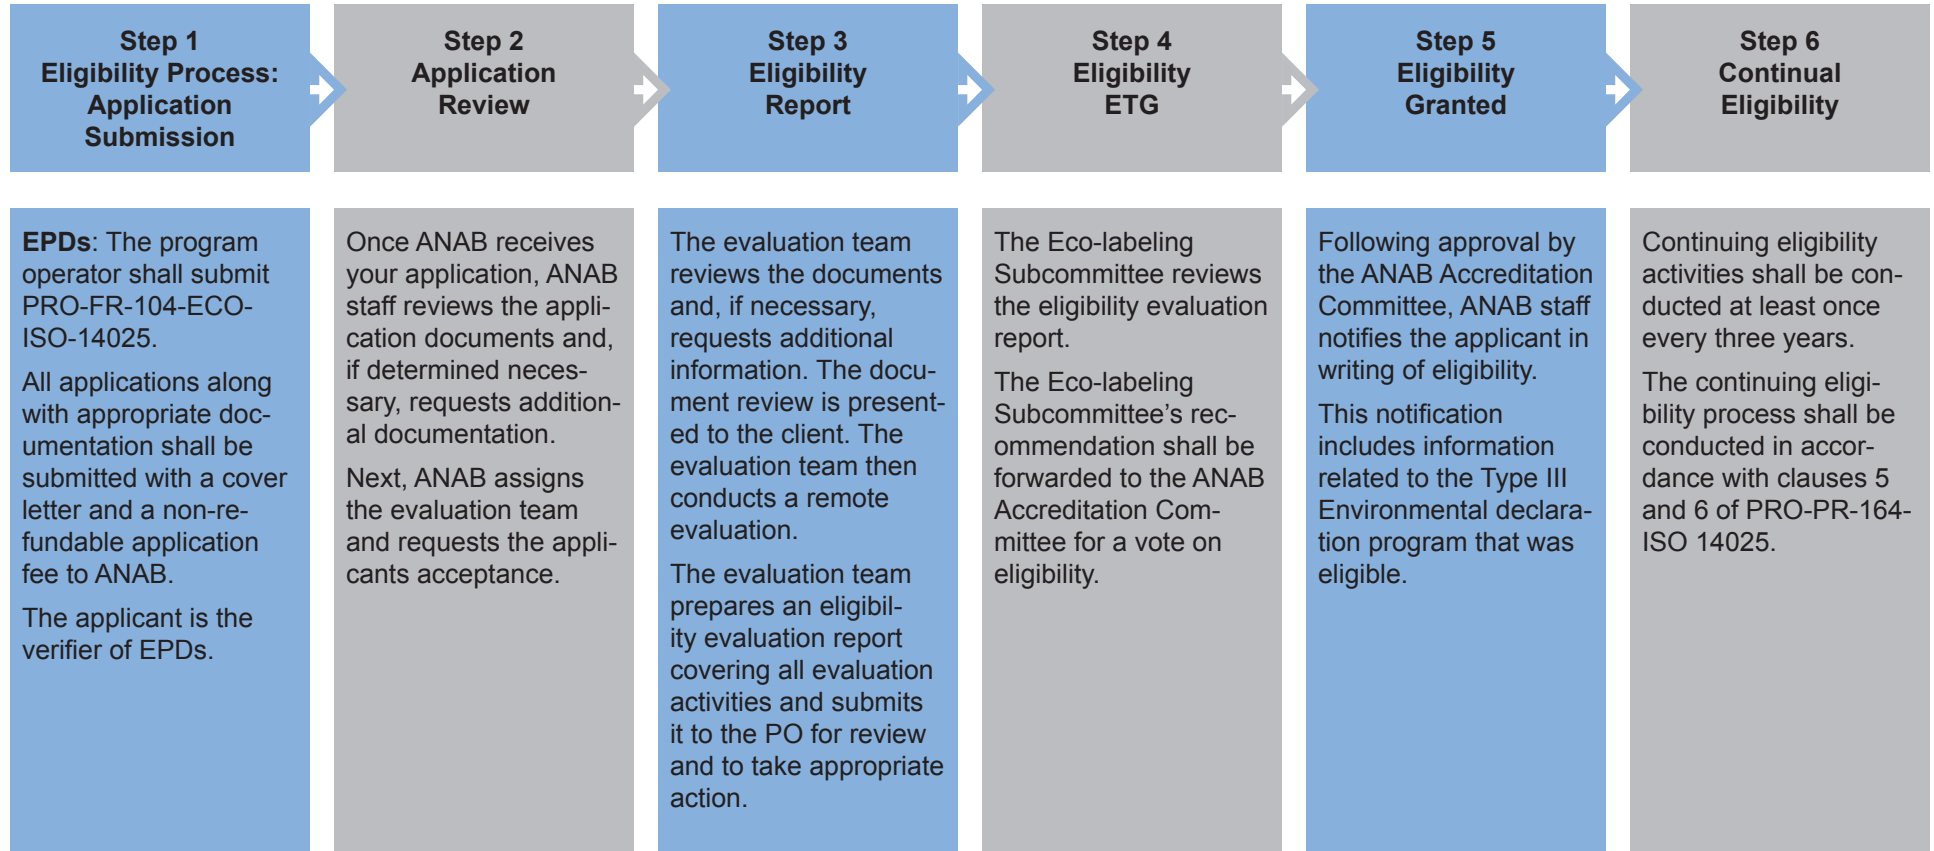 Step 1
Eligibility Process:
Application
Submission
Step 2
Application
Review
Step 3
Eligibility
Report
Step 4
Eligibility
ETG
Step 5
Eligibility
Granted
Step 6
Continual
Eligibility
EPDs: The program
operator shall submit
PRO-FR-104-ECO-
ISO-14025.
All applications along
with appropriate doc-
umentation shall be
submitted with a cover
letter and a non-re-
fundable application
fee to ANAB.
The applicant is the
verifier of EPDs.
Once ANAB receives
your application, ANAB
staff reviews the appli-
cation documents and,
if determined neces-
sary, requests addition-
al documentation.
Next, ANAB assigns
the evaluation team
and requests the appli-
cants acceptance.
The evaluation team
reviews the documents
and, if necessary,
requests additional
information. The docu-
ment review is present-
ed to the client. The
evaluation team then
conducts a remote
evaluation.
The evaluation team
prepares an eligibil-
ity evaluation report
covering all evaluation
activities and submits
it to the PO for review
and to take appropriate
action.
The Eco-labeling
Subcommittee reviews
the eligibility evaluation
report.
The Eco-labeling
Subcommittee’s rec-
ommendation shall be
forwarded to the ANAB
Accreditation Com-
mittee for a vote on
eligibility.
Following approval by
the ANAB Accreditation
Committee, ANAB staff
notifies the applicant in
writing of eligibility.
This notification
includes information
related to the Type III
Environmental declara-
tion program that was
eligible.
Continuing eligibility
activities shall be con-
ducted at least once
every three years.
The continuing eligi-
bility process shall be
conducted in accor-
dance with clauses 5
and 6 of PRO-PR-164-
ISO 14025.